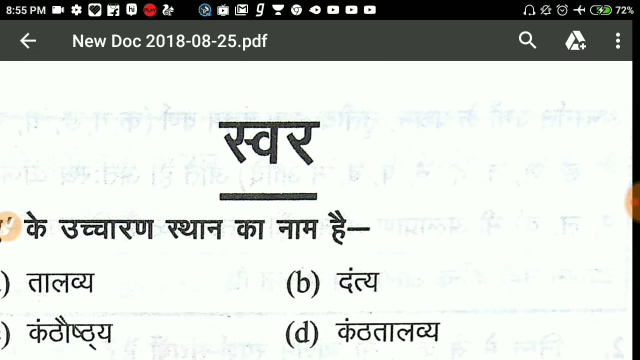 8:55 PM 72%
New Doc 2018-08-25.pdf
स्वर
' के उच्चारण स्थान का नाम है—
) तालव्य (b) दंत्य
) कंठौष्ठ्य (d) कंठतालव्य